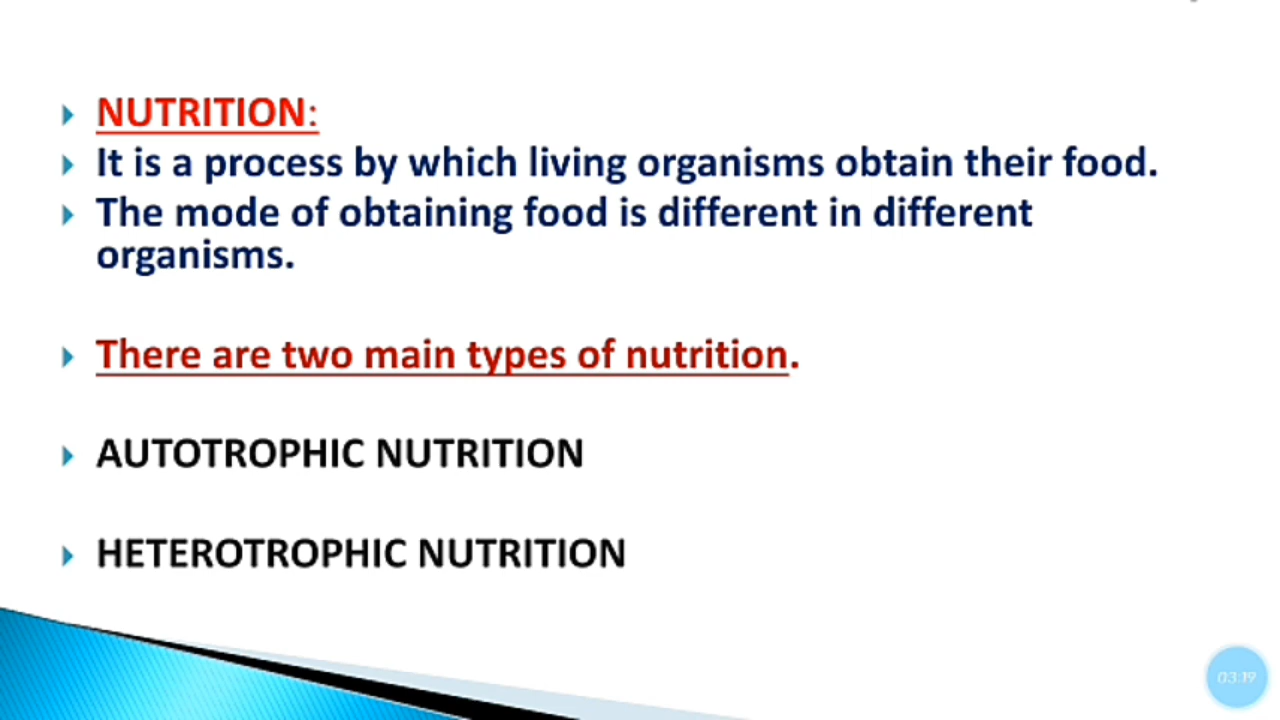 NUTRITION:
It is a process by which living organisms obtain their food.
The mode of obtaining food is different in different
organisms.
There are two main types of nutrition.
AUTOTROPHIC NUTRITION
HETEROTROPHIC NUTRITION
03:19